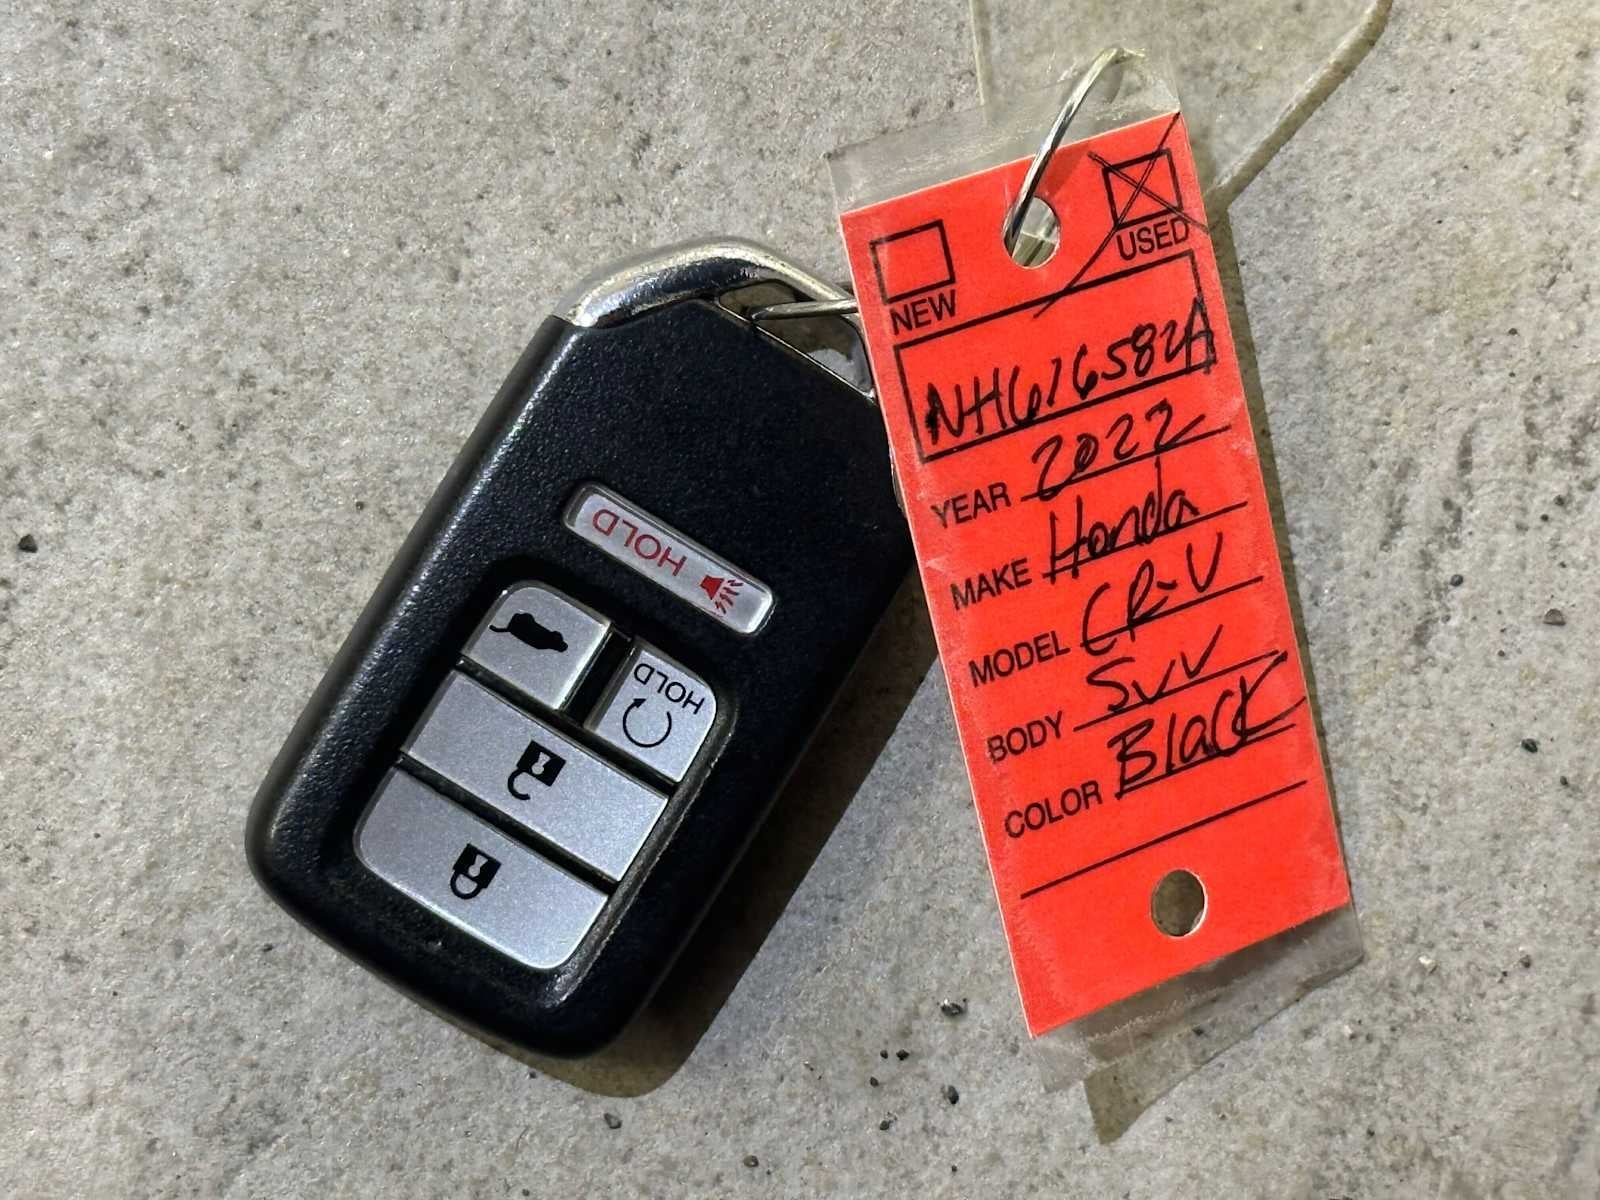 HOLD
HOLD
NEW
USED
NH616582A
YEAR 2022
MAKE Honda
MODEL CR-V
BODY SUV
COLOR Black